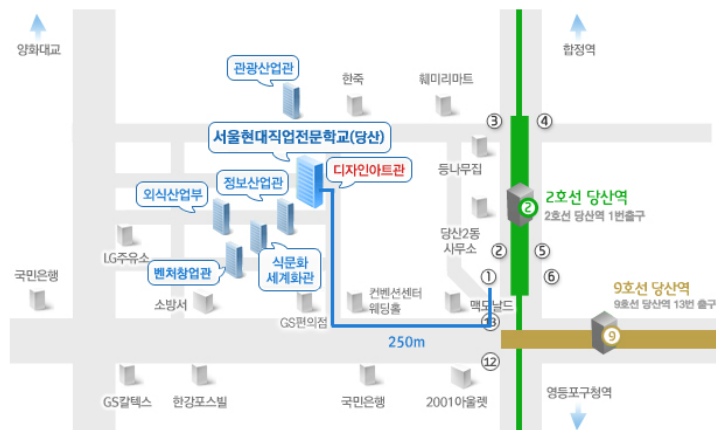 양화대교
합정역
관광산업관
한죽
훼미리마트
③
④
서울현대직업전문학교(당산)
등나무집
디자인아트관
정보산업관
외식산업부
2호선 당산역
2
2호선 당산역 1번출구
당산2동
사무소
LG주유소
②
⑤
벤처창업관
식문화
세계화관
국민은행
①
⑥
9호선 당산역
9호선 당산역 13번 출구
소방서
GS편의점
컨벤션센터
웨딩홀
맥도날드
⑬
250m
9
⑫
GS칼텍스
한강포스빌
국민은행
2001아울렛
영등포구청역